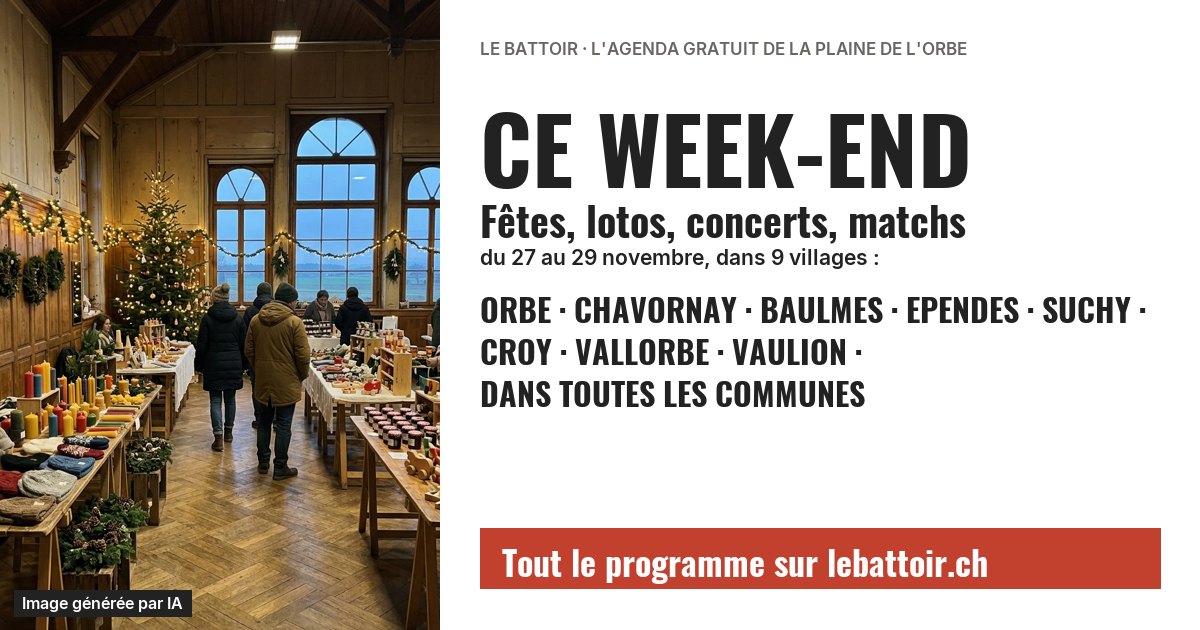 LE BATTOIR · L'AGENDA GRATUIT DE LA PLAINE DE L'ORBE
CE WEEK-END
Fêtes, lotos, concerts, matchs
du 27 au 29 novembre, dans 9 villages :
ORBE · CHAVORNAY · BAULMES · EPENDES · SUCHY ·
CROY · VALLORBE · VAULION ·
DANS TOUTES LES COMMUNES
Tout le programme sur lebattoir.ch
Image générée par IA